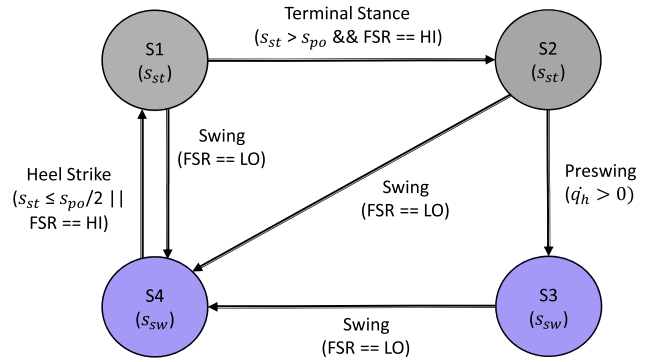 Terminal Stance
(s_st > s_po && FSR == HI)
S1
(s_st)
S2
(s_st)
Swing
(FSR == LO)
Heel Strike
(s_st ≤ s_po/2 ||
FSR == HI)
Swing
(FSR == LO)
Preswing
(q̇_h > 0)
S4
(s_sw)
S3
(s_sw)
Swing
(FSR == LO)